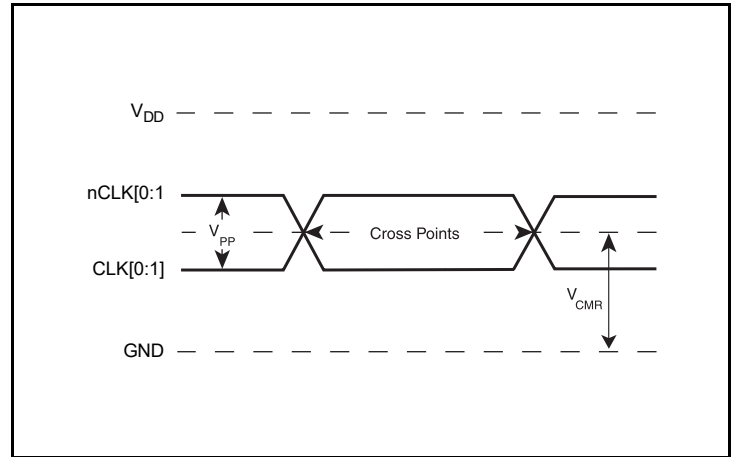 VDD
nCLK[0:1
VPP
Cross Points
CLK[0:1]
VCMR
GND